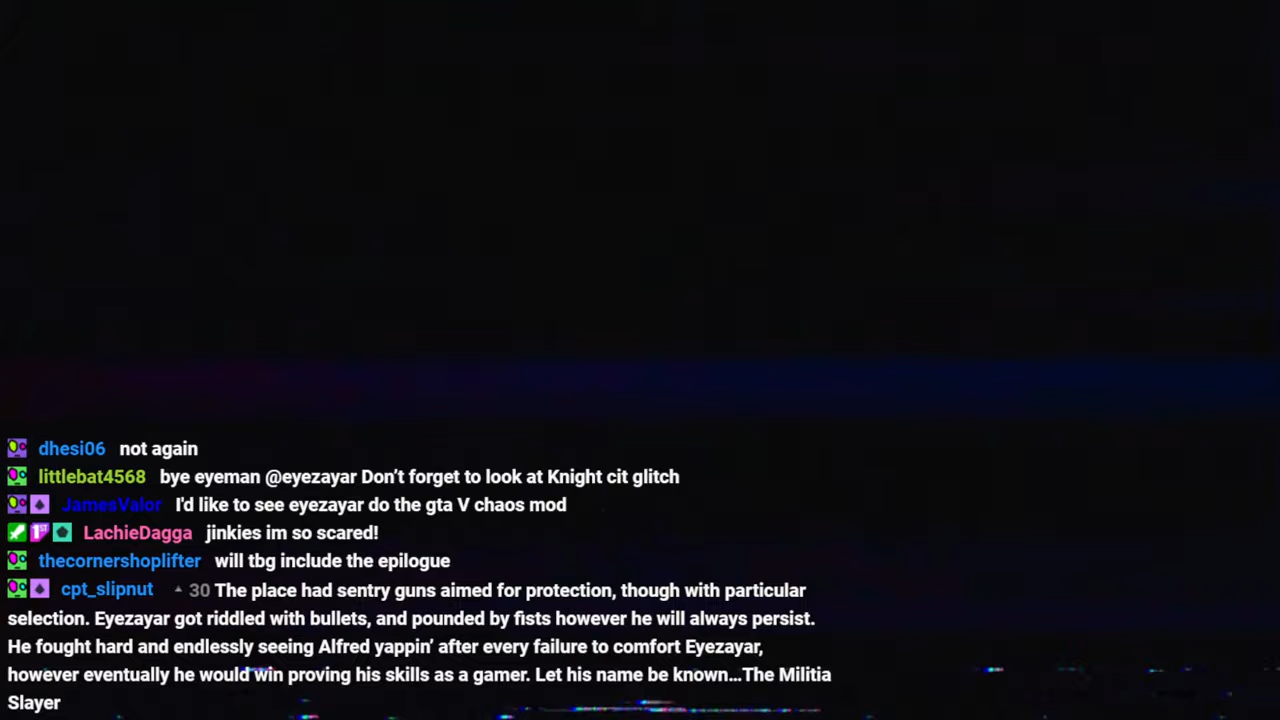 dhesi06 not again
littlebat4568 bye eyeman @eyezayar Don’t forget to look at Knight cit glitch
JamesValor I'd like to see eyezayar do the gta V chaos mod
1ST LachieDagga jinkies im so scared!
thecornershoplifter will tbg include the epilogue
cpt_slipnut 30 The place had sentry guns aimed for protection, though with particular
selection. Eyezayar got riddled with bullets, and pounded by fists however he will always persist.
He fought hard and endlessly seeing Alfred yappin’ after every failure to comfort Eyezayar,
however eventually he would win proving his skills as a gamer. Let his name be known…The Militia
Slayer